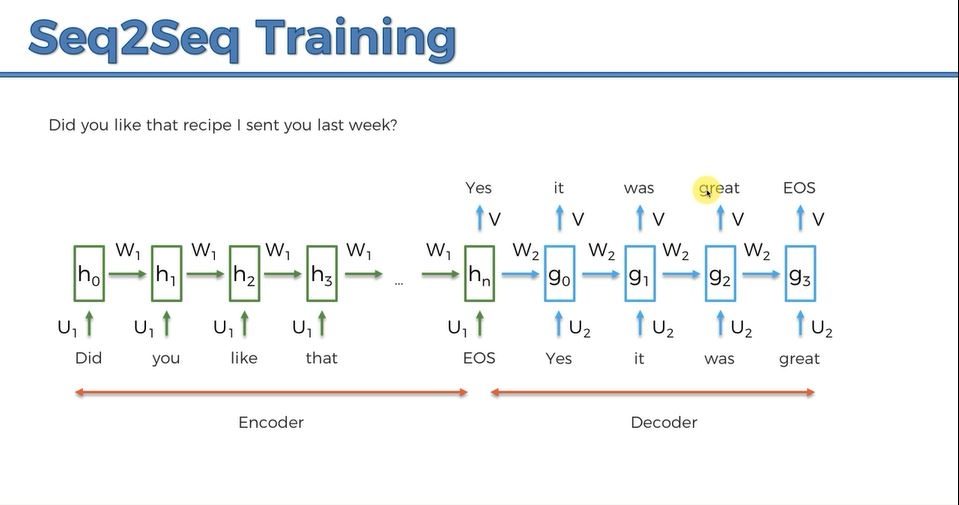 Seq2Seq Training
Did you like that recipe I sent you last week?
Yes it was great EOS
V V V V V
W₁ W₁ W₁ W₁ W₁ W₂ W₂ W₂ W₂
h₀ h₁ h₂ h₃ ... hₙ g₀ g₁ g₂ g₃
U₁ U₁ U₁ U₁ U₁ U₂ U₂ U₂ U₂
Did you like that EOS Yes it was great
Encoder Decoder